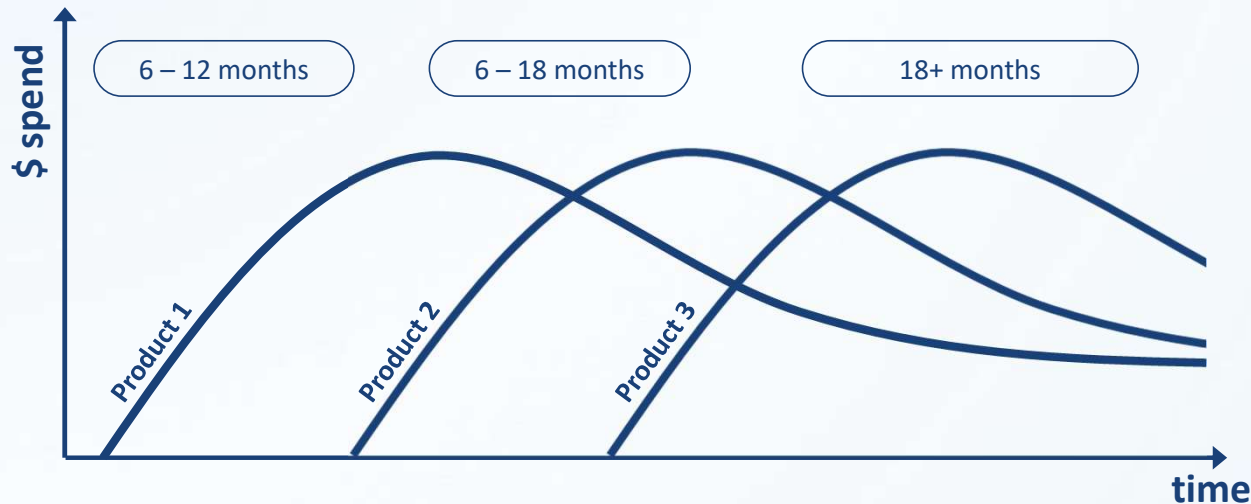 $ spend
6 – 12 months
6 – 18 months
18+ months
Product 1
Product 2
Product 3
time